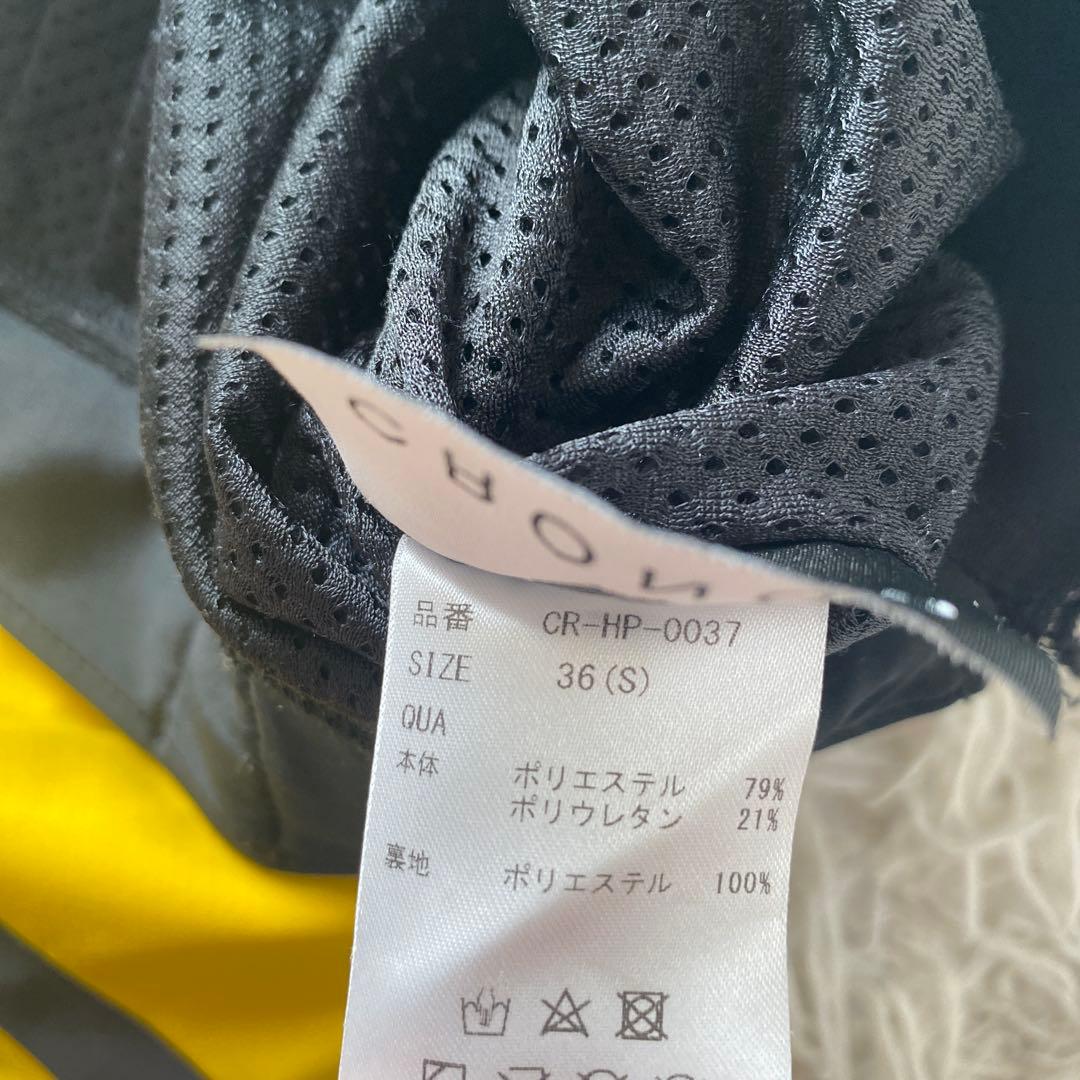 CRON
品番 CR-HP-0037
SIZE 36(S)
QUA
本体 ポリエステル 79%
ポリウレタン 21%
裏地 ポリエステル 100%